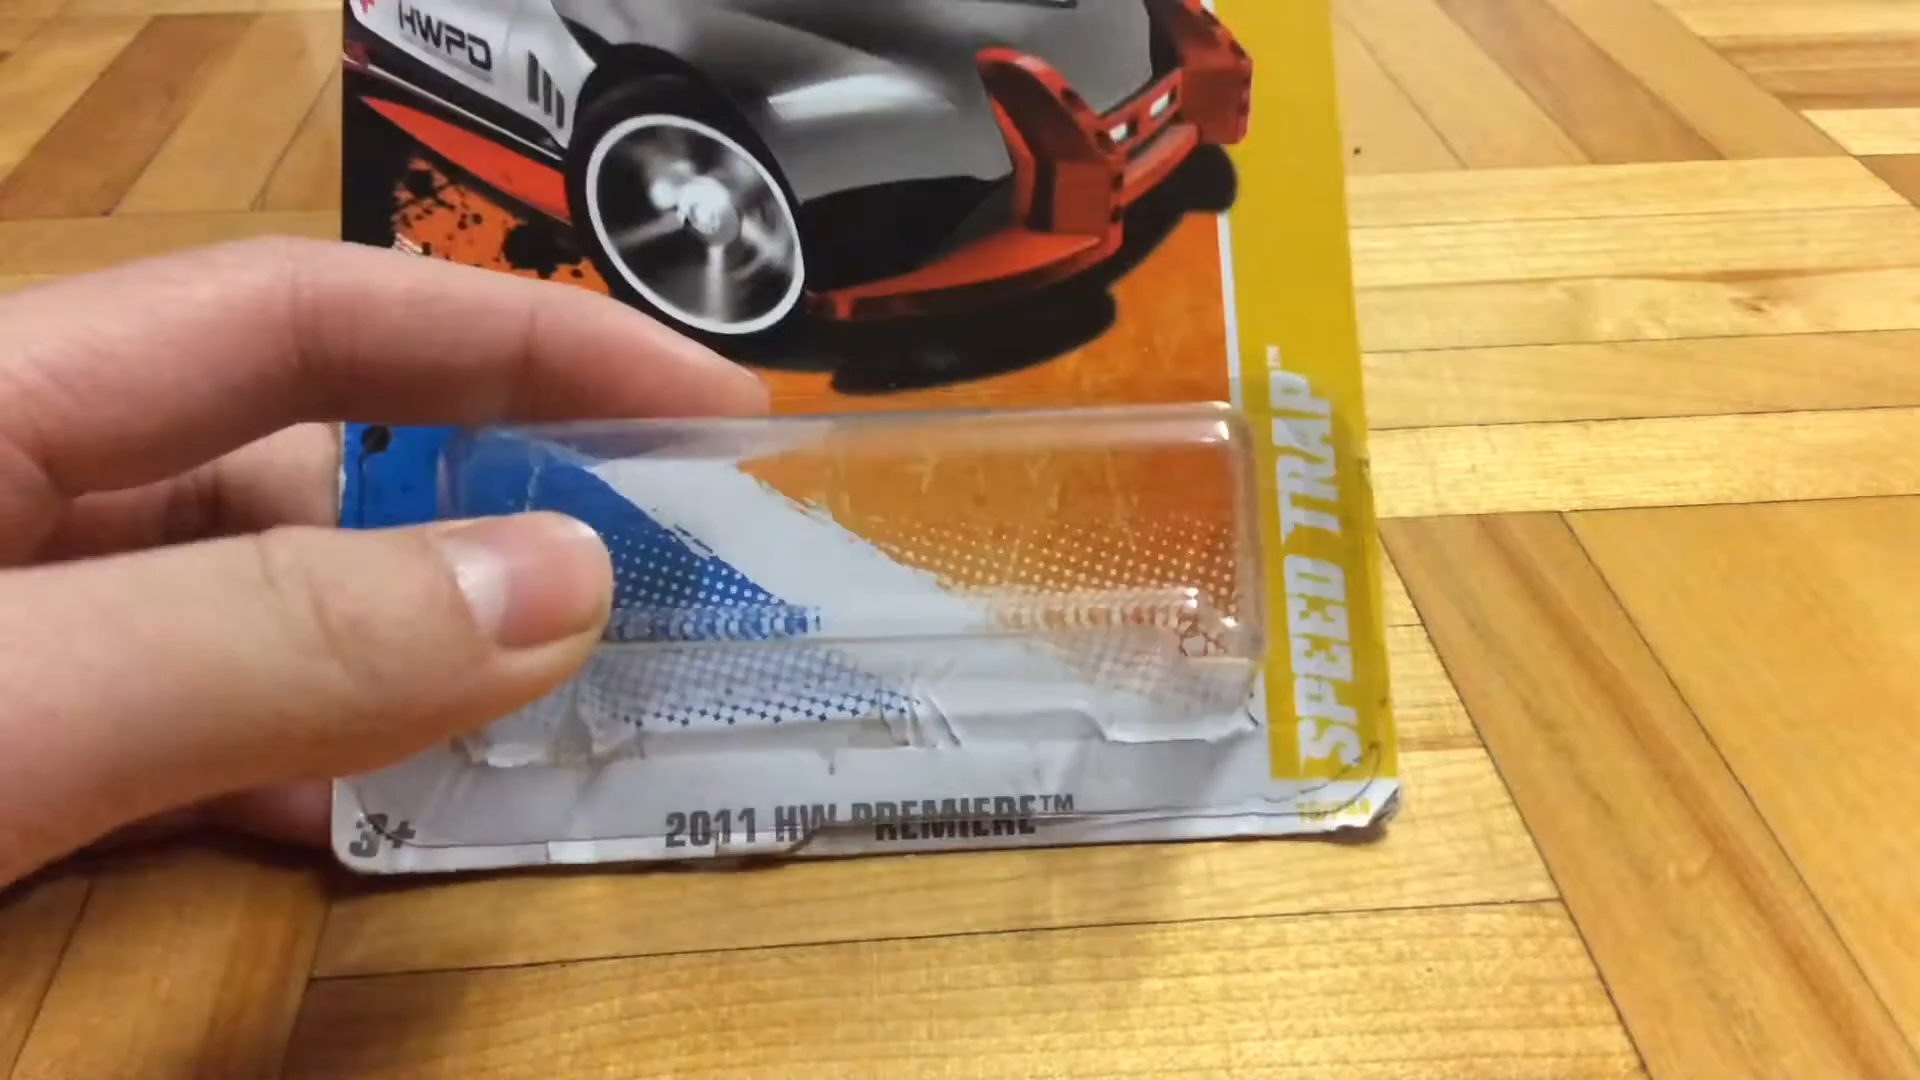 HWPD
SPEED TRAP™
3+
2011 HW PREMIERE™